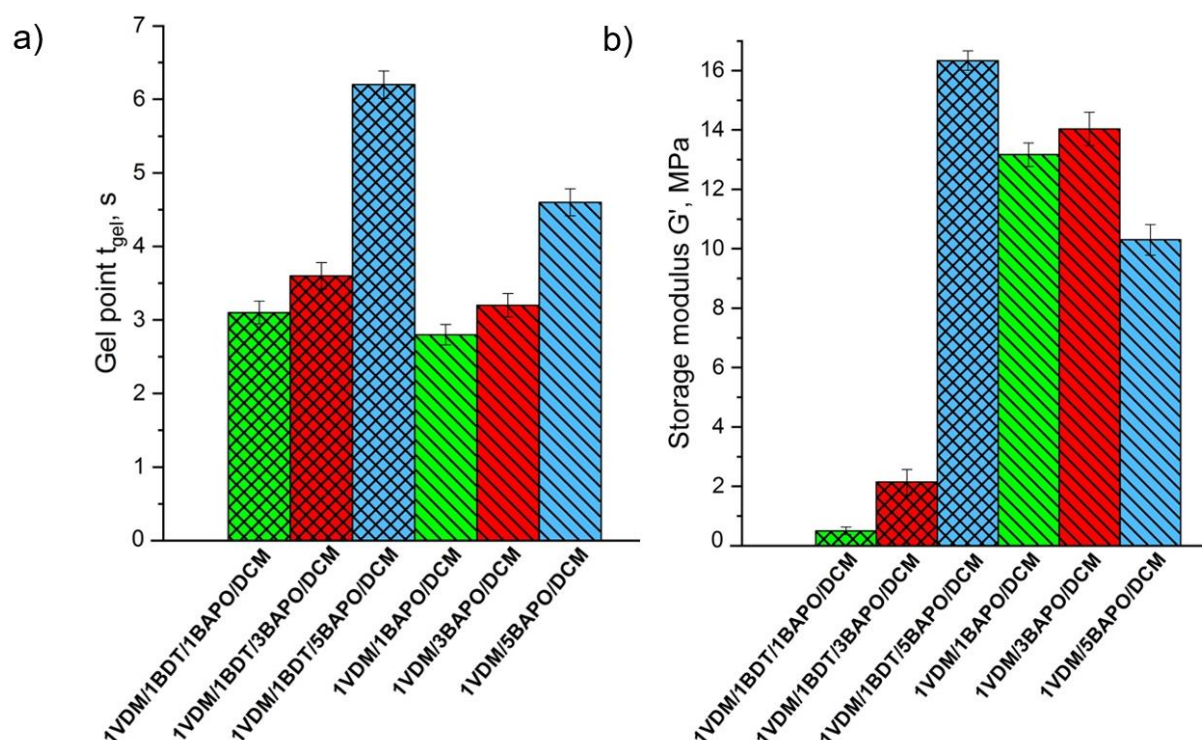 a)
Gel point t_gel, s
7
6
5
4
3
2
1
0
1VDM/1BDT/1BAPO/DCM
1VDM/1BDT/3BAPO/DCM
1VDM/1BDT/5BAPO/DCM
1VDM/1BAPO/DCM
1VDM/3BAPO/DCM
1VDM/5BAPO/DCM
b)
Storage modulus G', MPa
16
14
12
10
8
6
4
2
0
1VDM/1BDT/1BAPO/DCM
1VDM/1BDT/3BAPO/DCM
1VDM/1BDT/5BAPO/DCM
1VDM/1BAPO/DCM
1VDM/3BAPO/DCM
1VDM/5BAPO/DCM